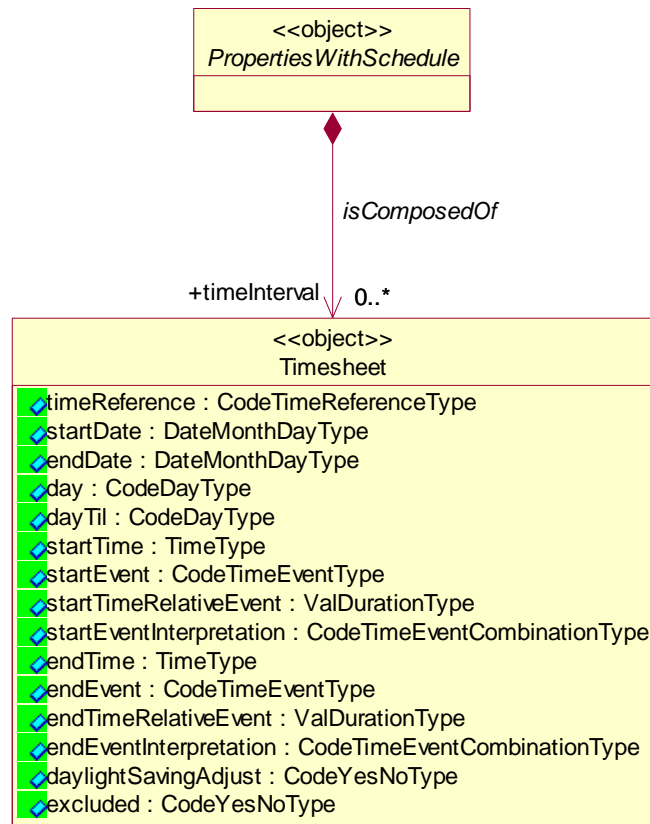 <<object>>
PropertiesWithSchedule
isComposedOf
+timeInterval 0..*
<<object>>
Timesheet
timeReference : CodeTimeReferenceType
startDate : DateMonthDayType
endDate : DateMonthDayType
day : CodeDayType
dayTil : CodeDayType
startTime : TimeType
startEvent : CodeTimeEventType
startTimeRelativeEvent : ValDurationType
startEventInterpretation : CodeTimeEventCombinationType
endTime : TimeType
endEvent : CodeTimeEventType
endTimeRelativeEvent : ValDurationType
endEventInterpretation : CodeTimeEventCombinationType
daylightSavingAdjust : CodeYesNoType
excluded : CodeYesNoType